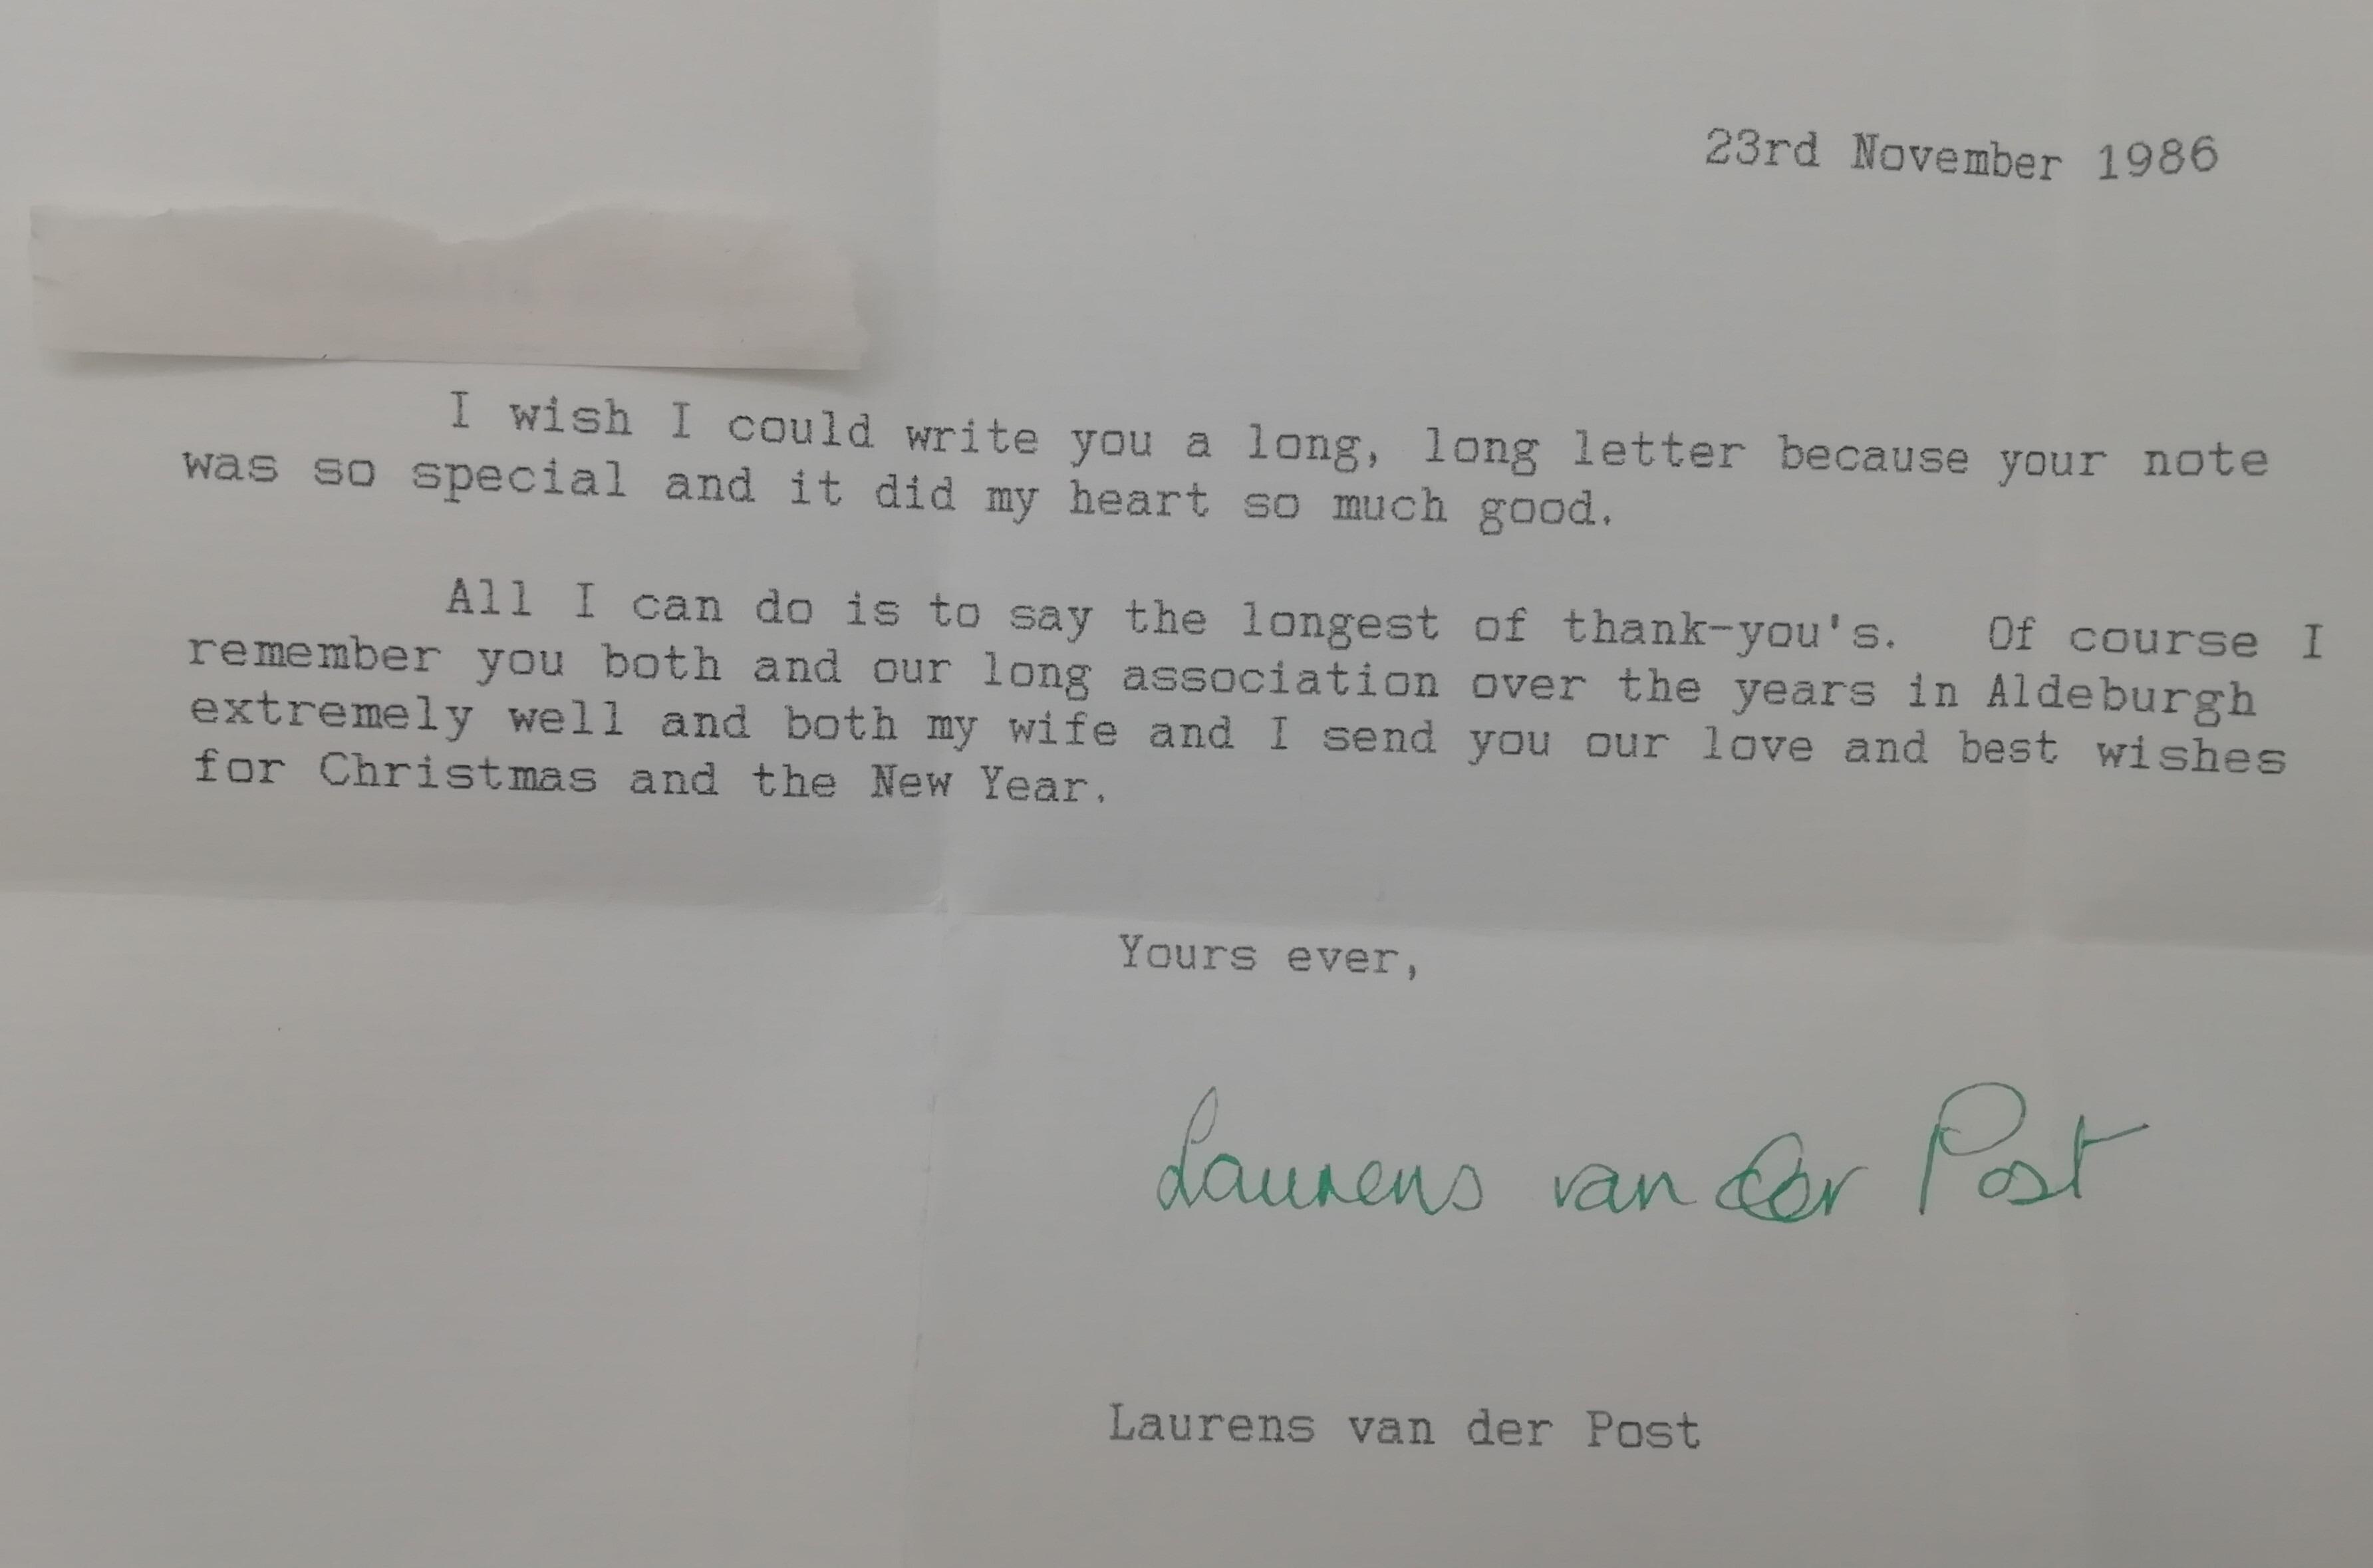 23rd November 1986
I wish I could write you a long, long letter because your note
was so special and it did my heart so much good.
All I can do is to say the longest of thank-you's. Of course I
remember you both and our long association over the years in Aldeburgh
extremely well and both my wife and I send you our love and best wishes
for Christmas and the New Year.
Yours ever,
Laurens van der Post
Laurens van der Post